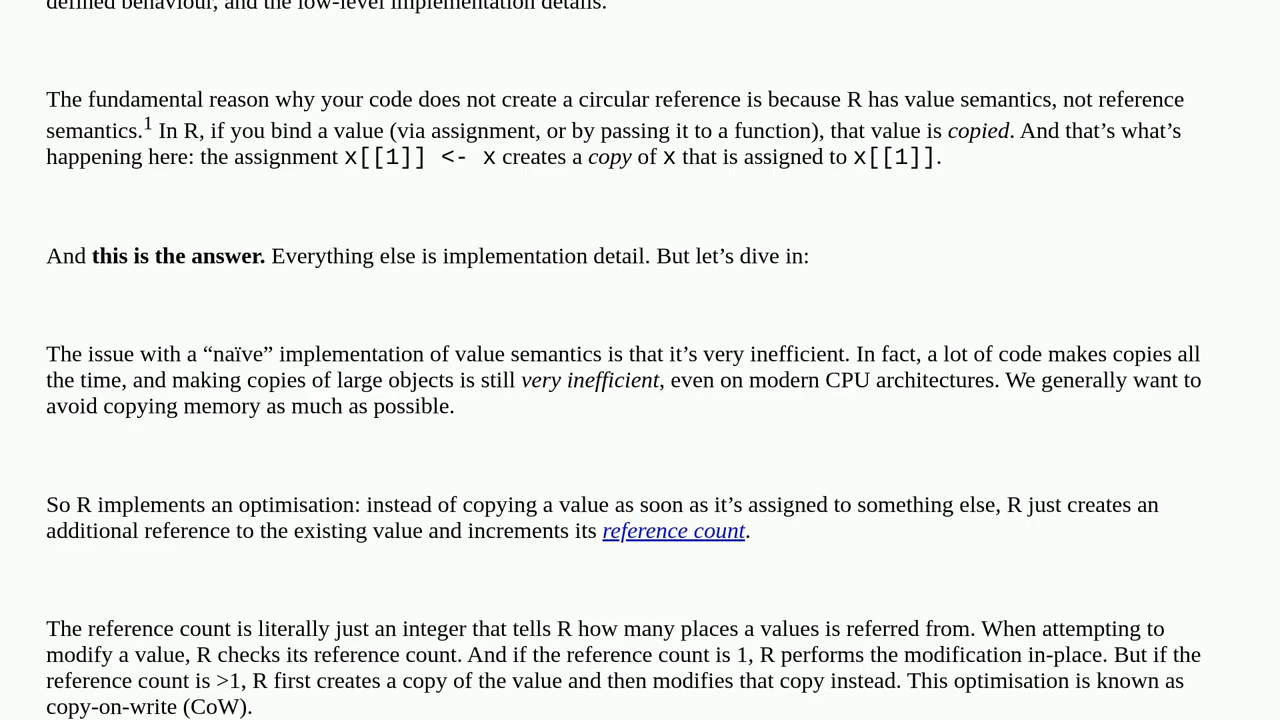 defined behaviour, and the low-level implementation details.
The fundamental reason why your code does not create a circular reference is because R has value semantics, not reference
semantics.1 In R, if you bind a value (via assignment, or by passing it to a function), that value is copied. And that’s what’s
happening here: the assignment x[[1]] <- x creates a copy of x that is assigned to x[[1]].
And this is the answer. Everything else is implementation detail. But let’s dive in:
The issue with a “naïve” implementation of value semantics is that it’s very inefficient. In fact, a lot of code makes copies all
the time, and making copies of large objects is still very inefficient, even on modern CPU architectures. We generally want to
avoid copying memory as much as possible.
So R implements an optimisation: instead of copying a value as soon as it’s assigned to something else, R just creates an
additional reference to the existing value and increments its reference count.
The reference count is literally just an integer that tells R how many places a values is referred from. When attempting to
modify a value, R checks its reference count. And if the reference count is 1, R performs the modification in-place. But if the
reference count is >1, R first creates a copy of the value and then modifies that copy instead. This optimisation is known as
copy-on-write (CoW).